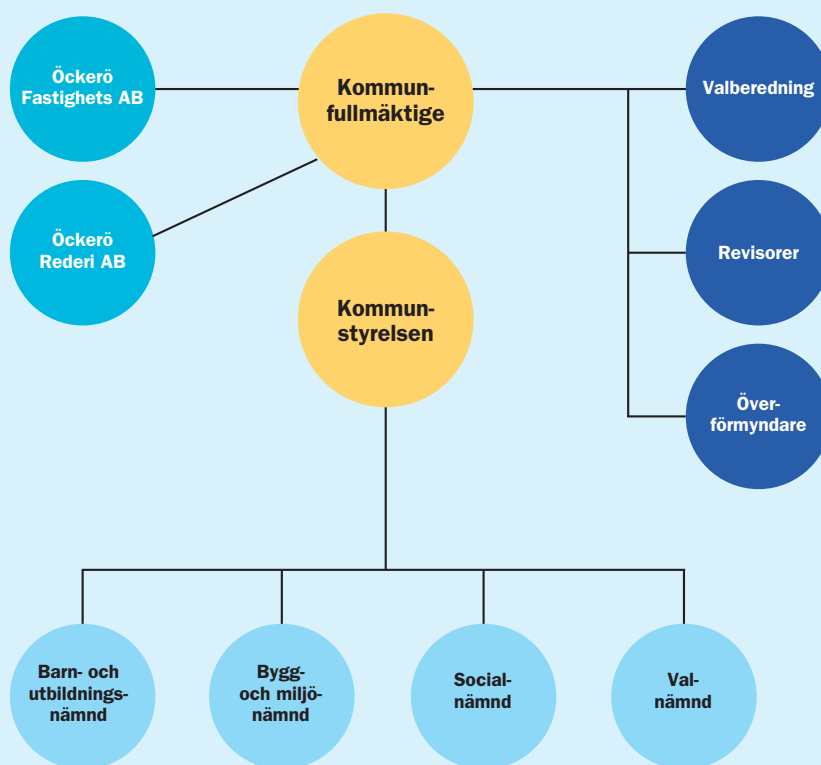 Öckerö
Fastighets AB
Kommun-
fullmäktige
Valberedning
Öckerö
Rederi AB
Revisorer
Kommun-
styrelsen
Över-
förmyndare
Barn- och
utbildnings-
nämnd
Bygg-
och miljö-
nämnd
Social-
nämnd
Val-
nämnd